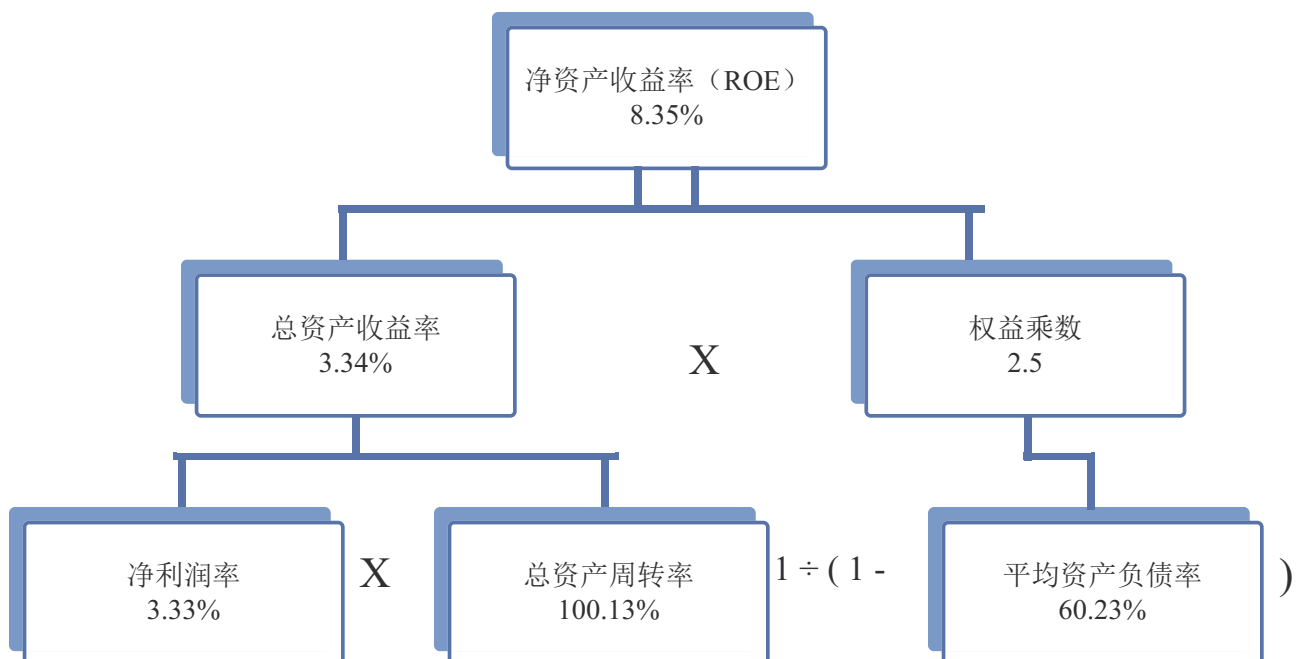 净资产收益率（ROE）
8.35%
总资产收益率
3.34%
X
权益乘数
2.5
净利润率
3.33%
X
总资产周转率
100.13%
1 ÷ ( 1 -
平均资产负债率
60.23%
)